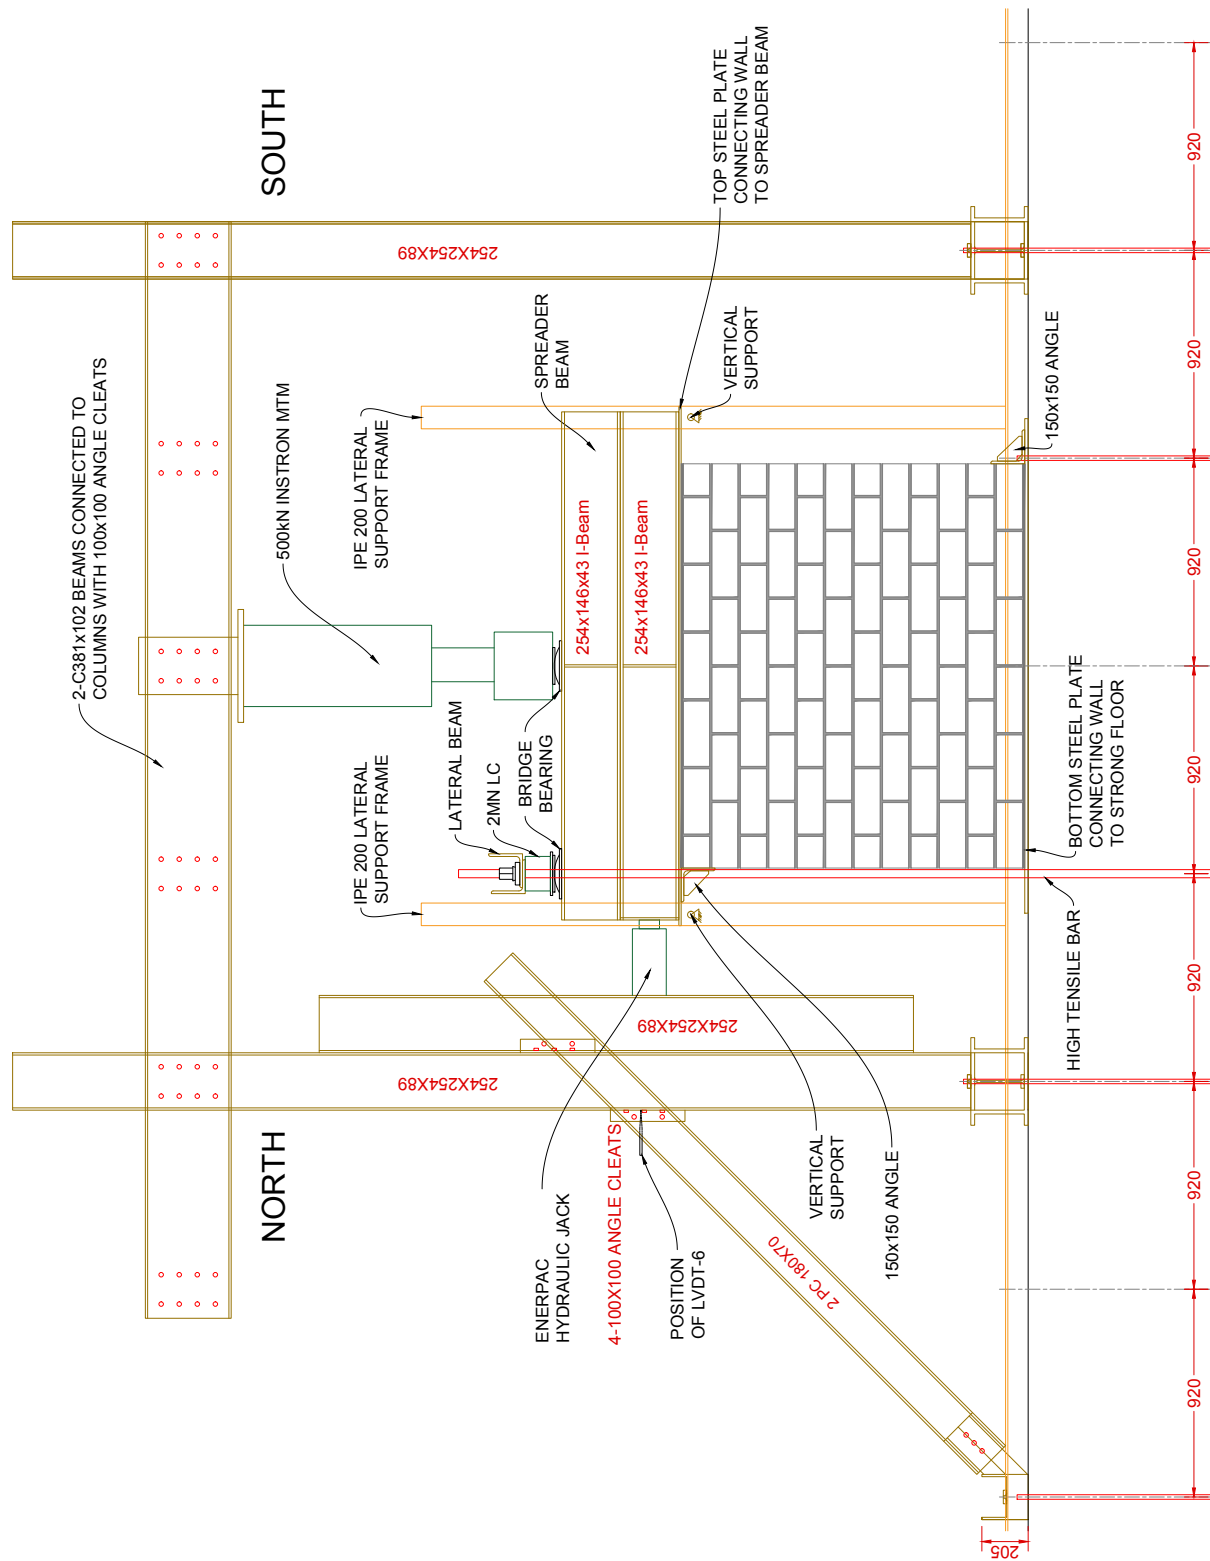 2-C381x102 BEAMS CONNECTED TO
COLUMNS WITH 100x100 ANGLE CLEATS
NORTH
SOUTH
500kN INSTRON MTM
IPE 200 LATERAL
SUPPORT FRAME
IPE 200 LATERAL
SUPPORT FRAME
254X254X89
254X254X89
254X254X89
LATERAL BEAM
2MN LC
BRIDGE
BEARING
SPREADER
BEAM
ENERPAC
HYDRAULIC JACK
254x146x43 I-Beam
254x146x43 I-Beam
4-100X100 ANGLE CLEATS
POSITION
OF LVDT-6
TOP STEEL PLATE
CONNECTING WALL
TO SPREADER BEAM
VERTICAL
SUPPORT
VERTICAL
SUPPORT
2 PC 180X70
150x150 ANGLE
150x150 ANGLE
HIGH TENSILE BAR
BOTTOM STEEL PLATE
CONNECTING WALL
TO STRONG FLOOR
205
920
920
920
920
920
920
920